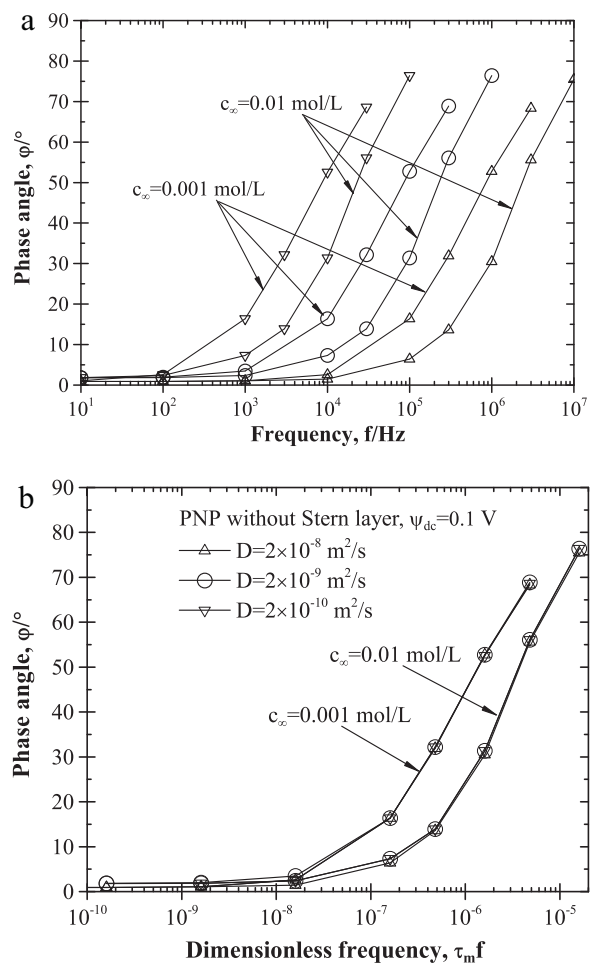 a
90
80
70
60
50
40
30
20
10
0
Phase angle, φ/°
c∞=0.01 mol/L
c∞=0.001 mol/L
10¹ 10² 10³ 10⁴ 10⁵ 10⁶ 10⁷
Frequency, f/Hz
b
90
80
70
60
50
40
30
20
10
0
Phase angle, φ/°
PNP without Stern layer, ψdc=0.1 V
D=2×10⁻⁸ m²/s
D=2×10⁻⁹ m²/s
D=2×10⁻¹⁰ m²/s
c∞=0.01 mol/L
c∞=0.001 mol/L
10⁻¹⁰ 10⁻⁹ 10⁻⁸ 10⁻⁷ 10⁻⁶ 10⁻⁵
Dimensionless frequency, τmf